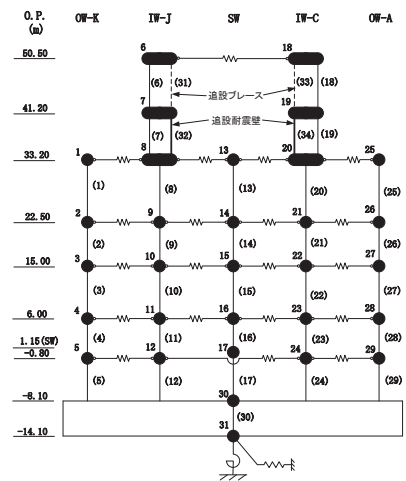 O.P. OW-K IW-J SW IW-C OW-A
(m)
50.50 6 18
(6) (31) (33) (18)
追設ブレース
41.20 7 19
追設耐震壁
(7) (32) (34) (19)
33.20 1 8 13 20 25
(1) (8) (13) (20) (25)
22.50 2 9 14 21 26
(2) (9) (14) (21) (26)
15.00 3 10 15 22 27
(3) (10) (15) (22) (27)
6.00 4 11 16 23 28
(4) (11) (16) (23) (28)
1.15(SW) 17
-0.80 5 12 24 29
(5) (12) (17) (24) (29)
-8.10 30
(30)
-14.10 31